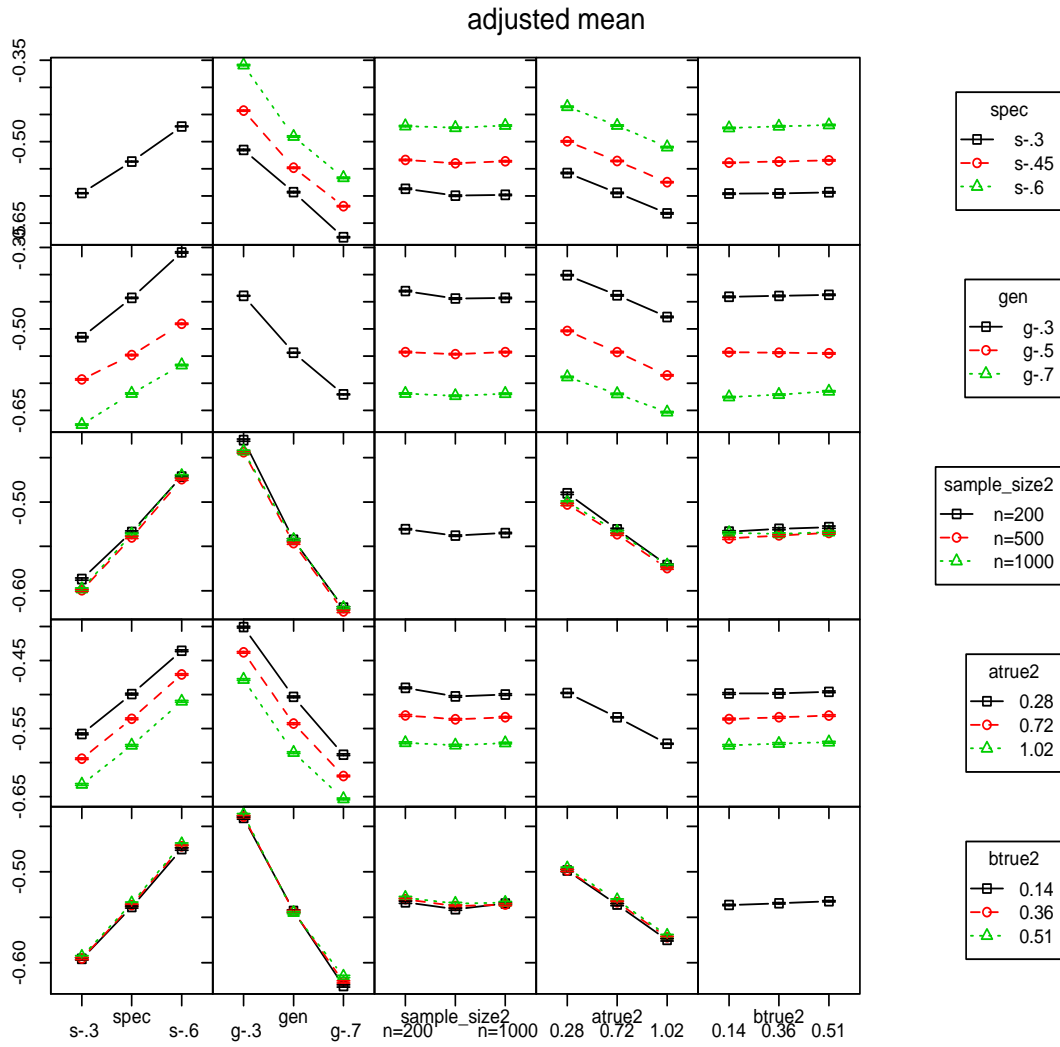 adjusted mean
-0.35
-0.50
-0.65
spec
s-.3
s-.45
s-.6
-0.35
-0.50
-0.65
gen
g-.3
g-.5
g-.7
-0.50
-0.60
sample_size2
n=200
n=500
n=1000
-0.45
-0.55
-0.65
atrue2
0.28
0.72
1.02
-0.50
-0.60
btrue2
0.14
0.36
0.51
spec gen sample_size2 atrue2 btrue2
s-.3 s-.6 g-.3 g-.7 n=200 n=1000 0.28 0.72 1.02 0.14 0.36 0.51